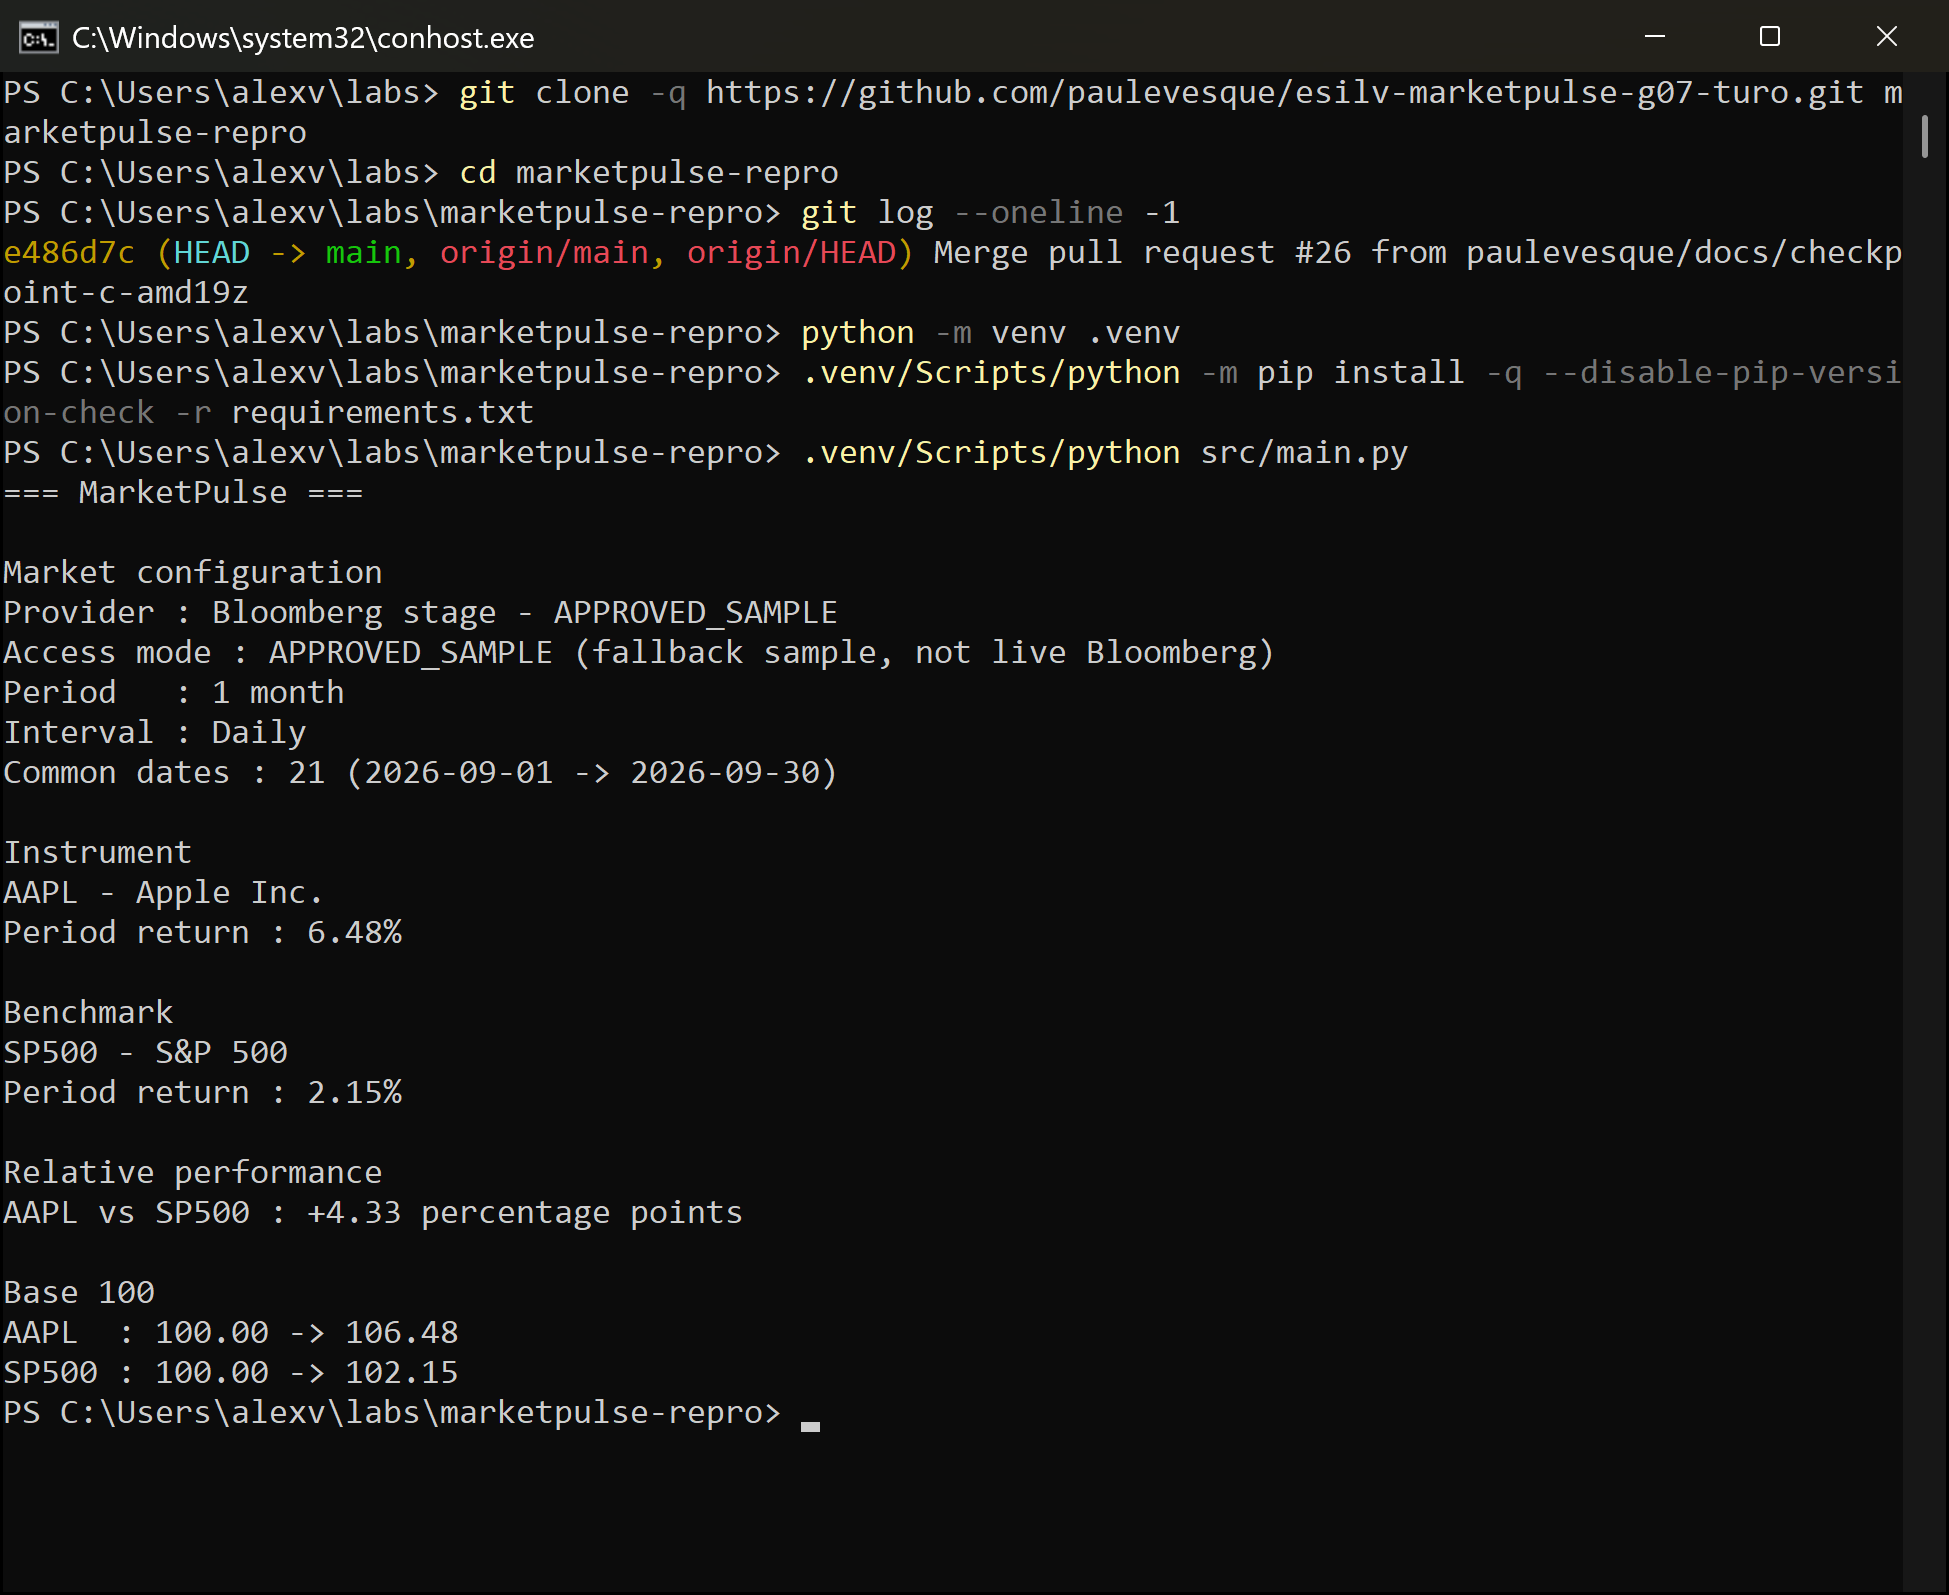 C:\Windows\system32\conhost.exe
PS C:\Users\alexv\labs> git clone -q https://github.com/paulevesque/esilv-marketpulse-g07-turo.git m
arketpulse-repro
PS C:\Users\alexv\labs> cd marketpulse-repro
PS C:\Users\alexv\labs\marketpulse-repro> git log --oneline -1
e486d7c (HEAD -> main, origin/main, origin/HEAD) Merge pull request #26 from paulevesque/docs/checkp
oint-c-amd19z
PS C:\Users\alexv\labs\marketpulse-repro> python -m venv .venv
PS C:\Users\alexv\labs\marketpulse-repro> .venv/Scripts/python -m pip install -q --disable-pip-versi
on-check -r requirements.txt
PS C:\Users\alexv\labs\marketpulse-repro> .venv/Scripts/python src/main.py
=== MarketPulse ===
Market configuration
Provider : Bloomberg stage - APPROVED_SAMPLE
Access mode : APPROVED_SAMPLE (fallback sample, not live Bloomberg)
Period   : 1 month
Interval : Daily
Common dates : 21 (2026-09-01 -> 2026-09-30)
Instrument
AAPL - Apple Inc.
Period return : 6.48%
Benchmark
SP500 - S&P 500
Period return : 2.15%
Relative performance
AAPL vs SP500 : +4.33 percentage points
Base 100
AAPL  : 100.00 -> 106.48
SP500 : 100.00 -> 102.15
PS C:\Users\alexv\labs\marketpulse-repro>